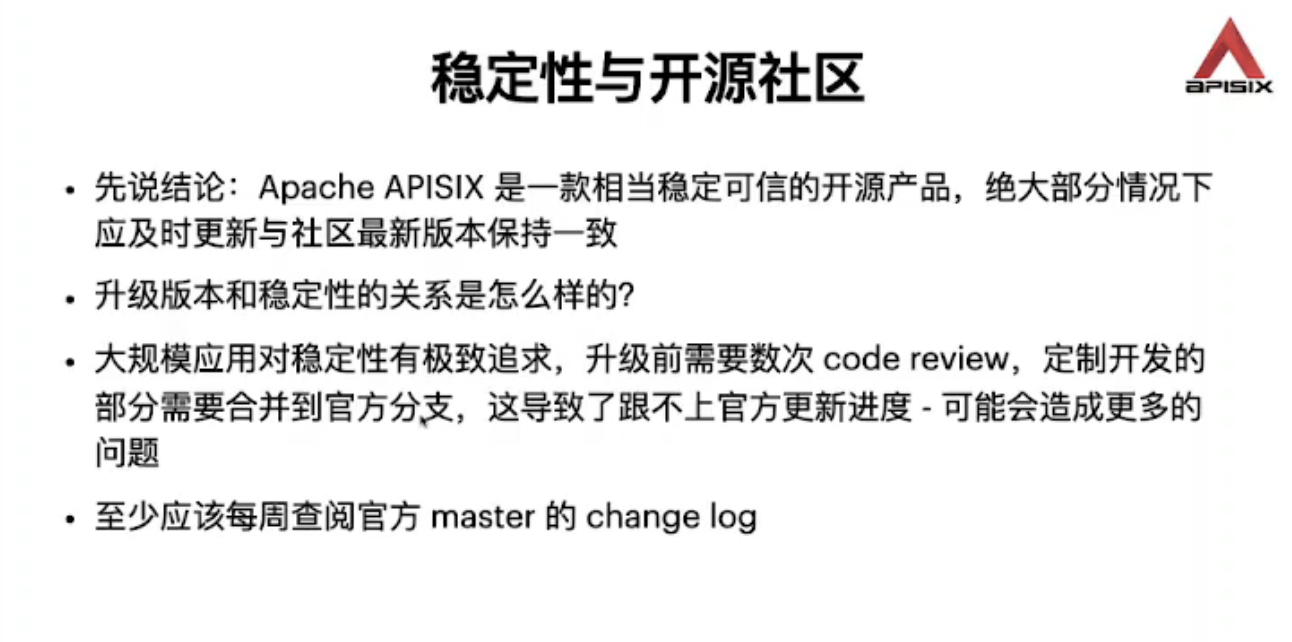 稳定性与开源社区
APISIX
• 先说结论：Apache APISIX 是一款相当稳定可信的开源产品，绝大部分情况下
应及时更新与社区最新版本保持一致
• 升级版本和稳定性的关系是怎么样的？
• 大规模应用对稳定性有极致追求，升级前需要数次 code review，定制开发的
部分需要合并到官方分支，这导致了跟不上官方更新进度 - 可能会造成更多的
问题
• 至少应该每周查阅官方 master 的 change log